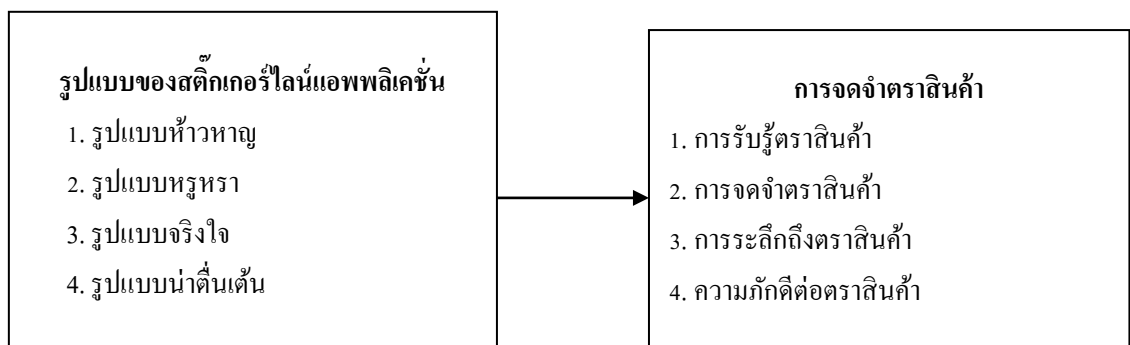 รูปแบบของสติ๊กเกอร์ไลน์แอพพลิเคชั่น
1. รูปแบบห้าวหาญ
2. รูปแบบหรูหรา
3. รูปแบบจริงใจ
4. รูปแบบน่าตื่นเต้น
การจดจำตราสินค้า
1. การรับรู้ตราสินค้า
2. การจดจำตราสินค้า
3. การระลึกถึงตราสินค้า
4. ความภักดีต่อตราสินค้า